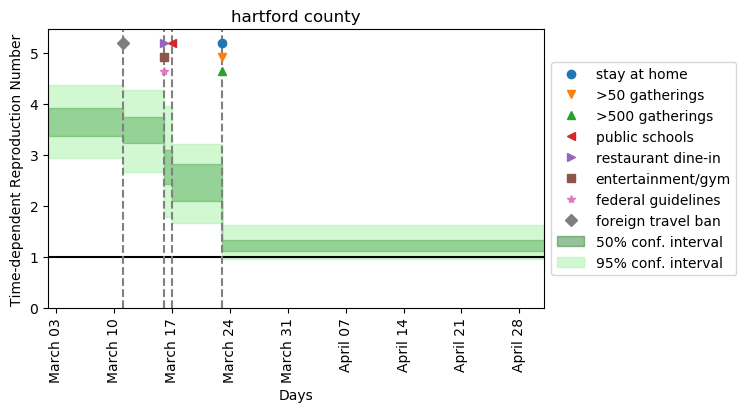 hartford county
Time-dependent Reproduction Number
5
4
3
2
1
0
March 03
March 10
March 17
March 24
March 31
April 07
April 14
April 21
April 28
Days
stay at home
>50 gatherings
>500 gatherings
public schools
restaurant dine-in
entertainment/gym
federal guidelines
foreign travel ban
50% conf. interval
95% conf. interval